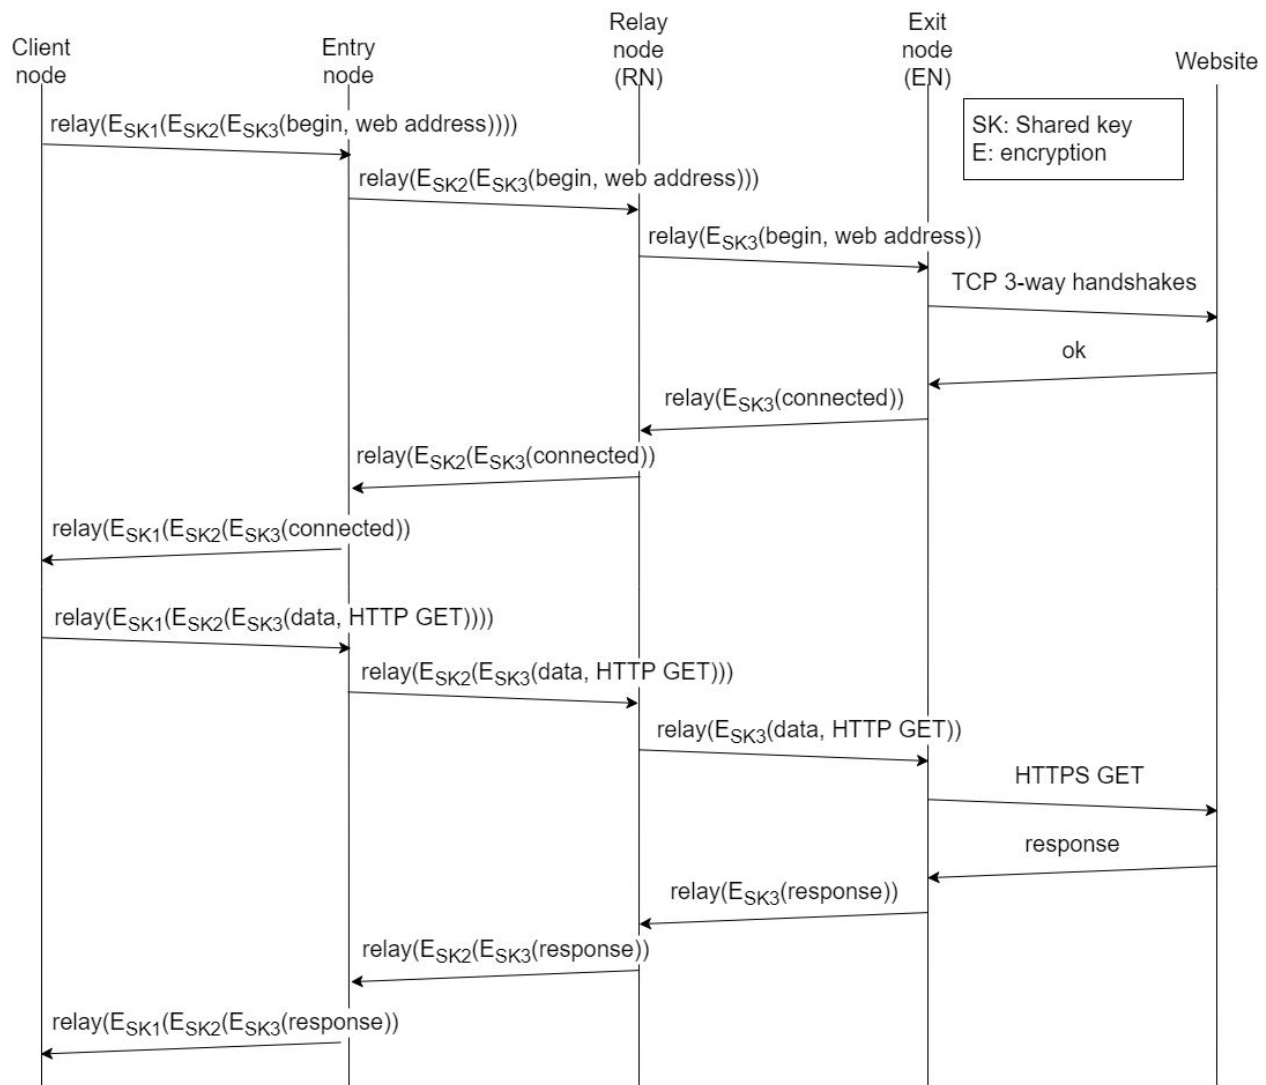 Client
node
Entry
node
Relay
node
(RN)
Exit
node
(EN)
Website
SK: Shared key
E: encryption
relay(ESK1(ESK2(ESK3(begin, web address))))
relay(ESK2(ESK3(begin, web address)))
relay(ESK3(begin, web address))
TCP 3-way handshakes
ok
relay(ESK3(connected))
relay(ESK2(ESK3(connected))
relay(ESK1(ESK2(ESK3(connected))
relay(ESK1(ESK2(ESK3(data, HTTP GET))))
relay(ESK2(ESK3(data, HTTP GET)))
relay(ESK3(data, HTTP GET))
HTTPS GET
response
relay(ESK3(response))
relay(ESK2(ESK3(response))
relay(ESK1(ESK2(ESK3(response))